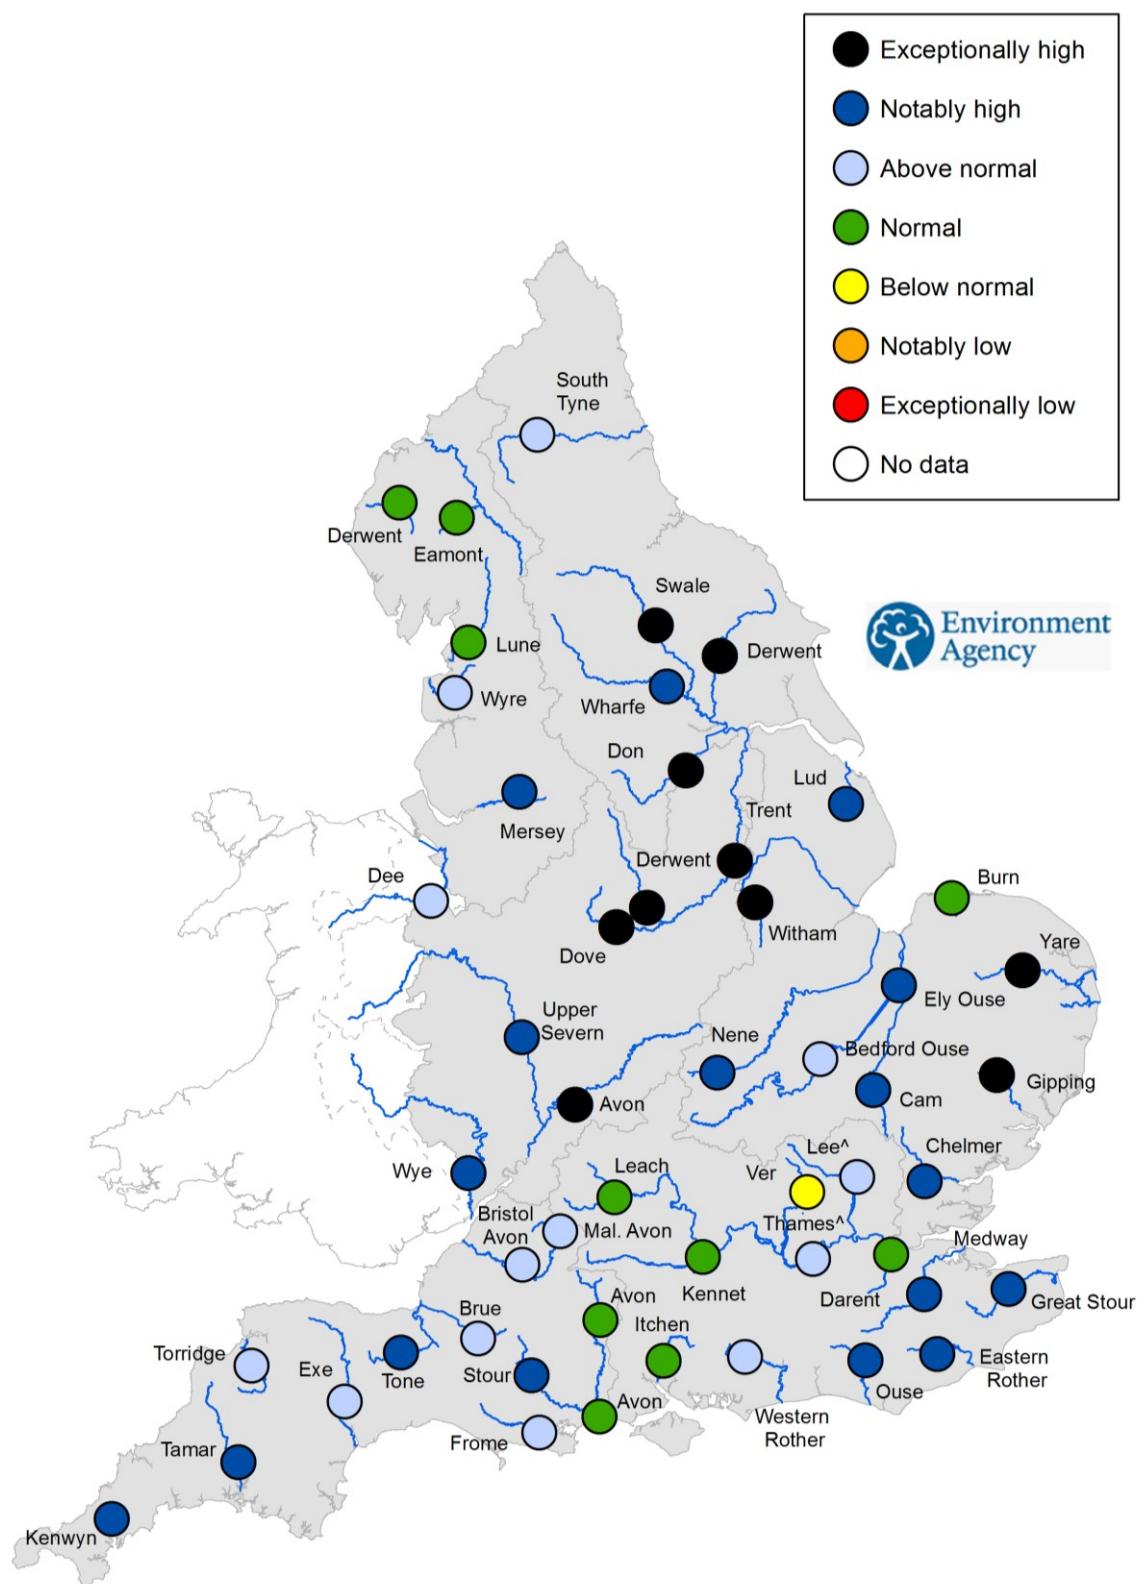 Exceptionally high
Notably high
Above normal
Normal
Below normal
Notably low
Exceptionally low
No data
South
Tyne
Derwent
Eamont
Swale
Environment
Agency
Lune
Derwent
Wyre
Wharfe
Don
Lud
Trent
Mersey
Derwent
Dee
Burn
Witham
Yare
Dove
Ely Ouse
Upper
Severn
Nene
Bedford Ouse
Gipping
Cam
Avon
Chelmer
Lee^
Wye
Leach
Ver
Bristol
Avon
Mal. Avon
Thames^
Medway
Kennet
Darent
Great Stour
Avon
Brue
Itchen
Torridge
Exe
Tone
Stour
Eastern
Rother
Ouse
Avon
Western
Rother
Frome
Tamar
Kenwyn